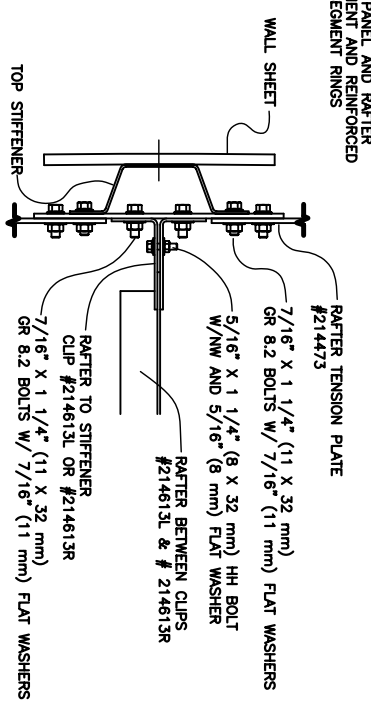 PANEL AND RAFTER
MENT AND REINFORCED
EGMENT RINGS
WALL SHEET
TOP STIFFENER
RAFTER TENSION PLATE
#214473
7/16" X 1 1/4" (11 X 32 mm)
GR 8.2 BOLTS W/ 7/16" (11 mm) FLAT WASHERS
5/16" X 1 1/4" (8 X 32 mm) HH BOLT
W/NW AND 5/16" (8 mm) FLAT WASHER
RAFTER BETWEEN CLIPS
#214613L & # 214613R
RAFTER TO STIFFENER
CLIP #214613L OR #214613R
7/16" X 1 1/4" (11 X 32 mm)
GR 8.2 BOLTS W/ 7/16" (11 mm) FLAT WASHERS